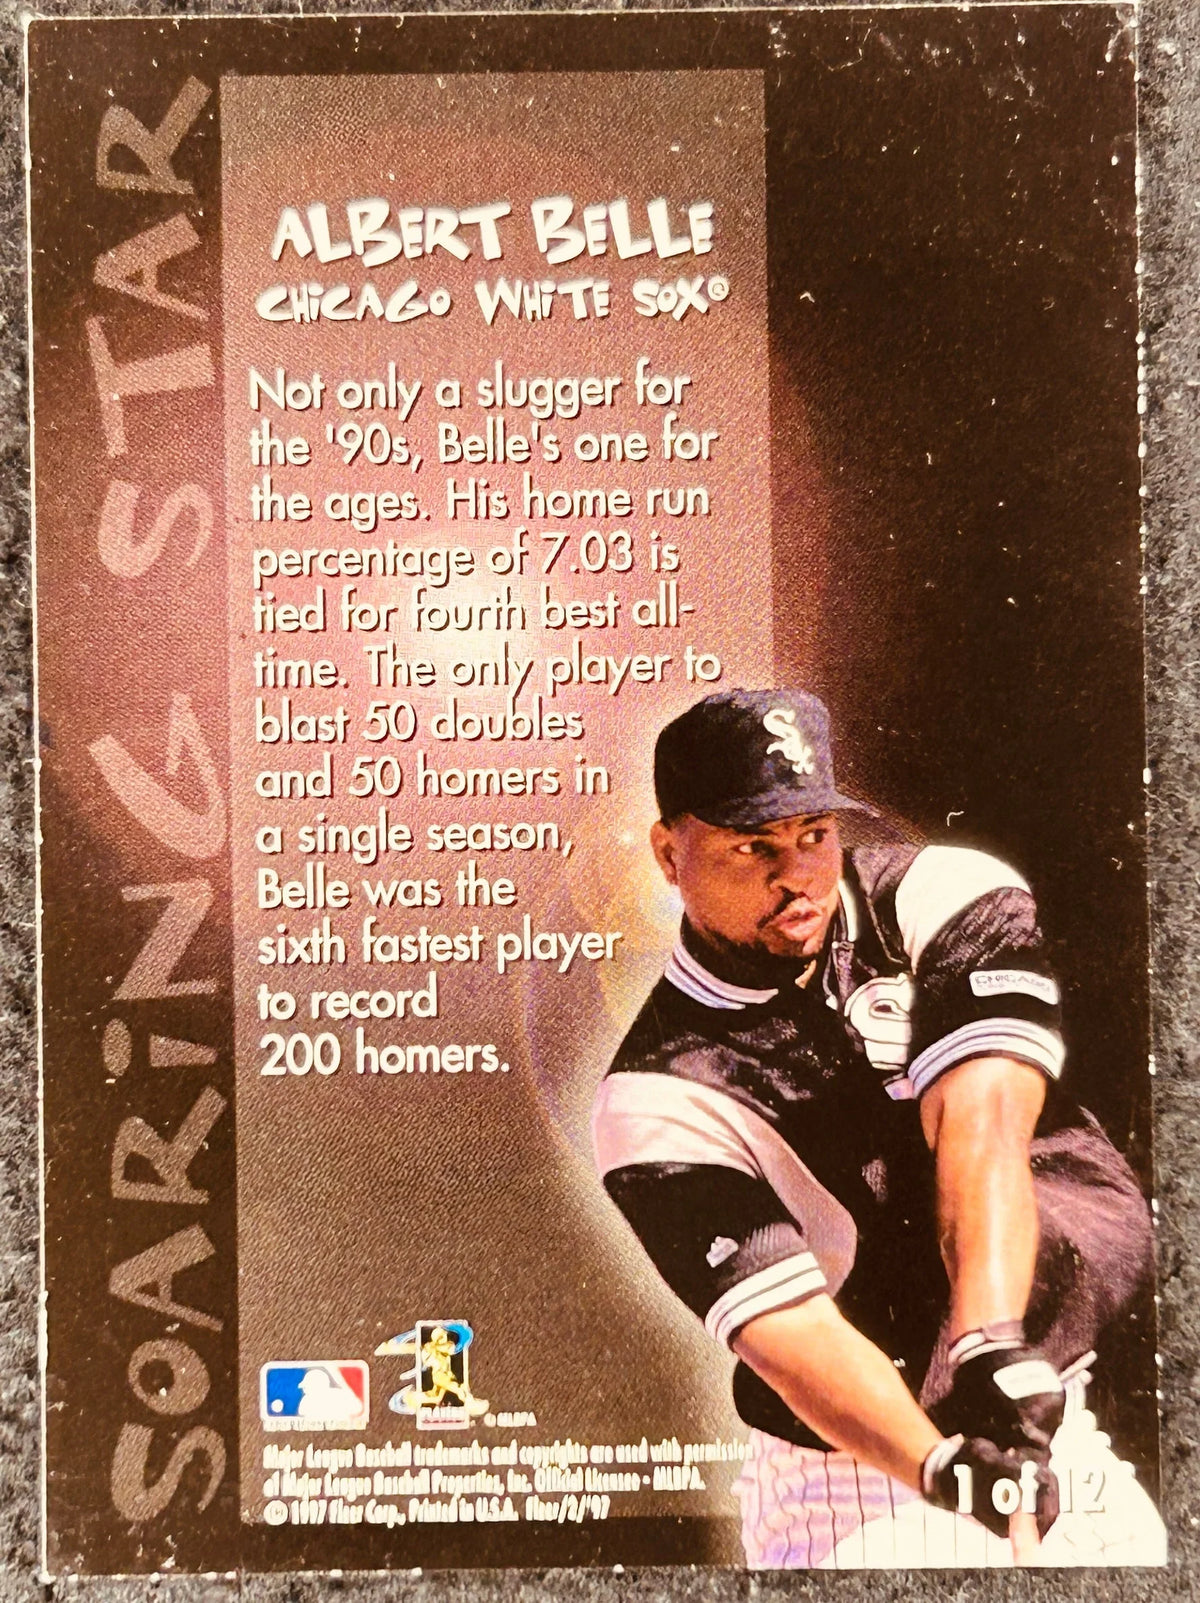 SOARiNG STAR
ALBERT BELLE
CHiCAGO WHiTE SOX®
Not only a slugger for
the '90s, Belle's one for
the ages. His home run
percentage of 7.03 is
tied for fourth best all-
time. The only player to
blast 50 doubles
and 50 homers in
a single season,
Belle was the
sixth fastest player
to record
200 homers.
© MLBPA
Major League Baseball trademarks and copyrights are used with permission
of Major League Baseball Properties, Inc. Official Licensee - MLBPA
© 1997 Fleer Corp., Printed in U.S.A. Fleer/2/'97
1 of 12